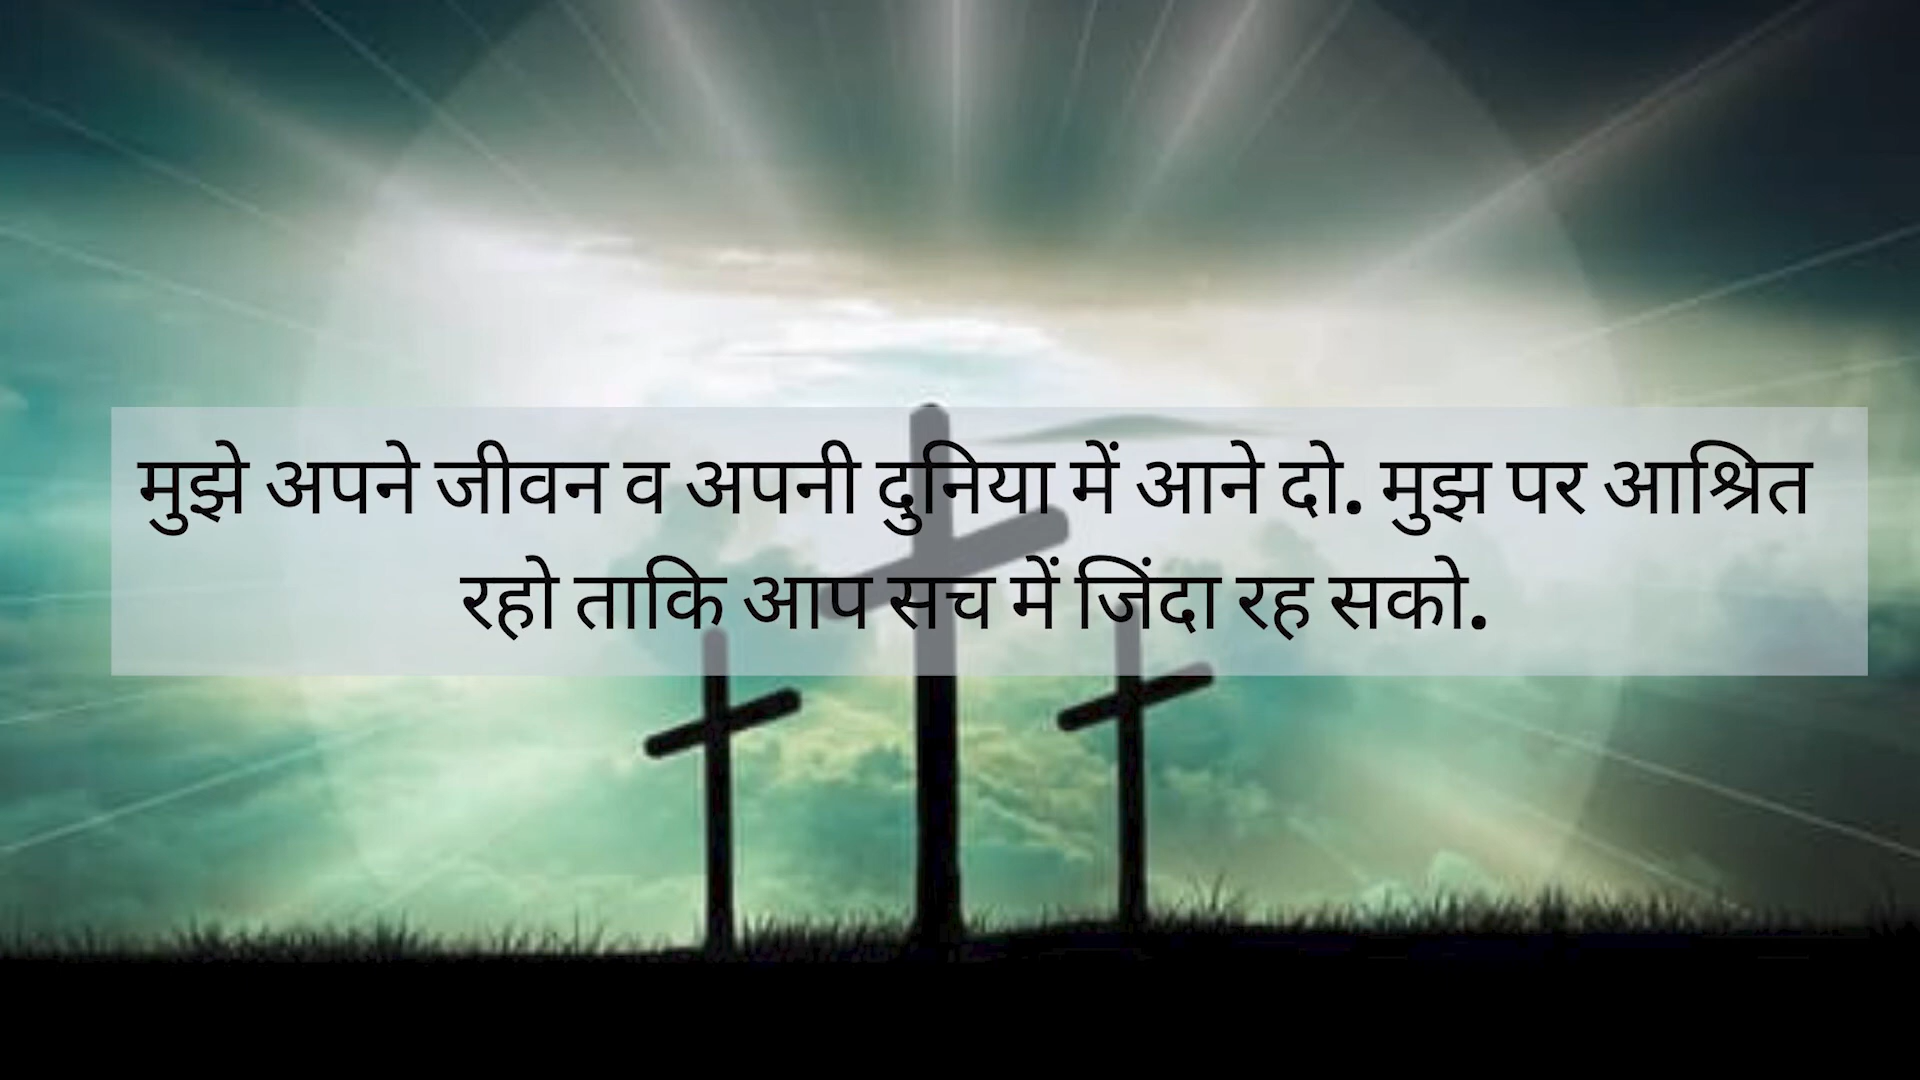 मुझे अपने जीवन व अपनी दुनिया में आने दो. मुझ पर आश्रित
रहो ताकि आप सच में जिंदा रह सको.